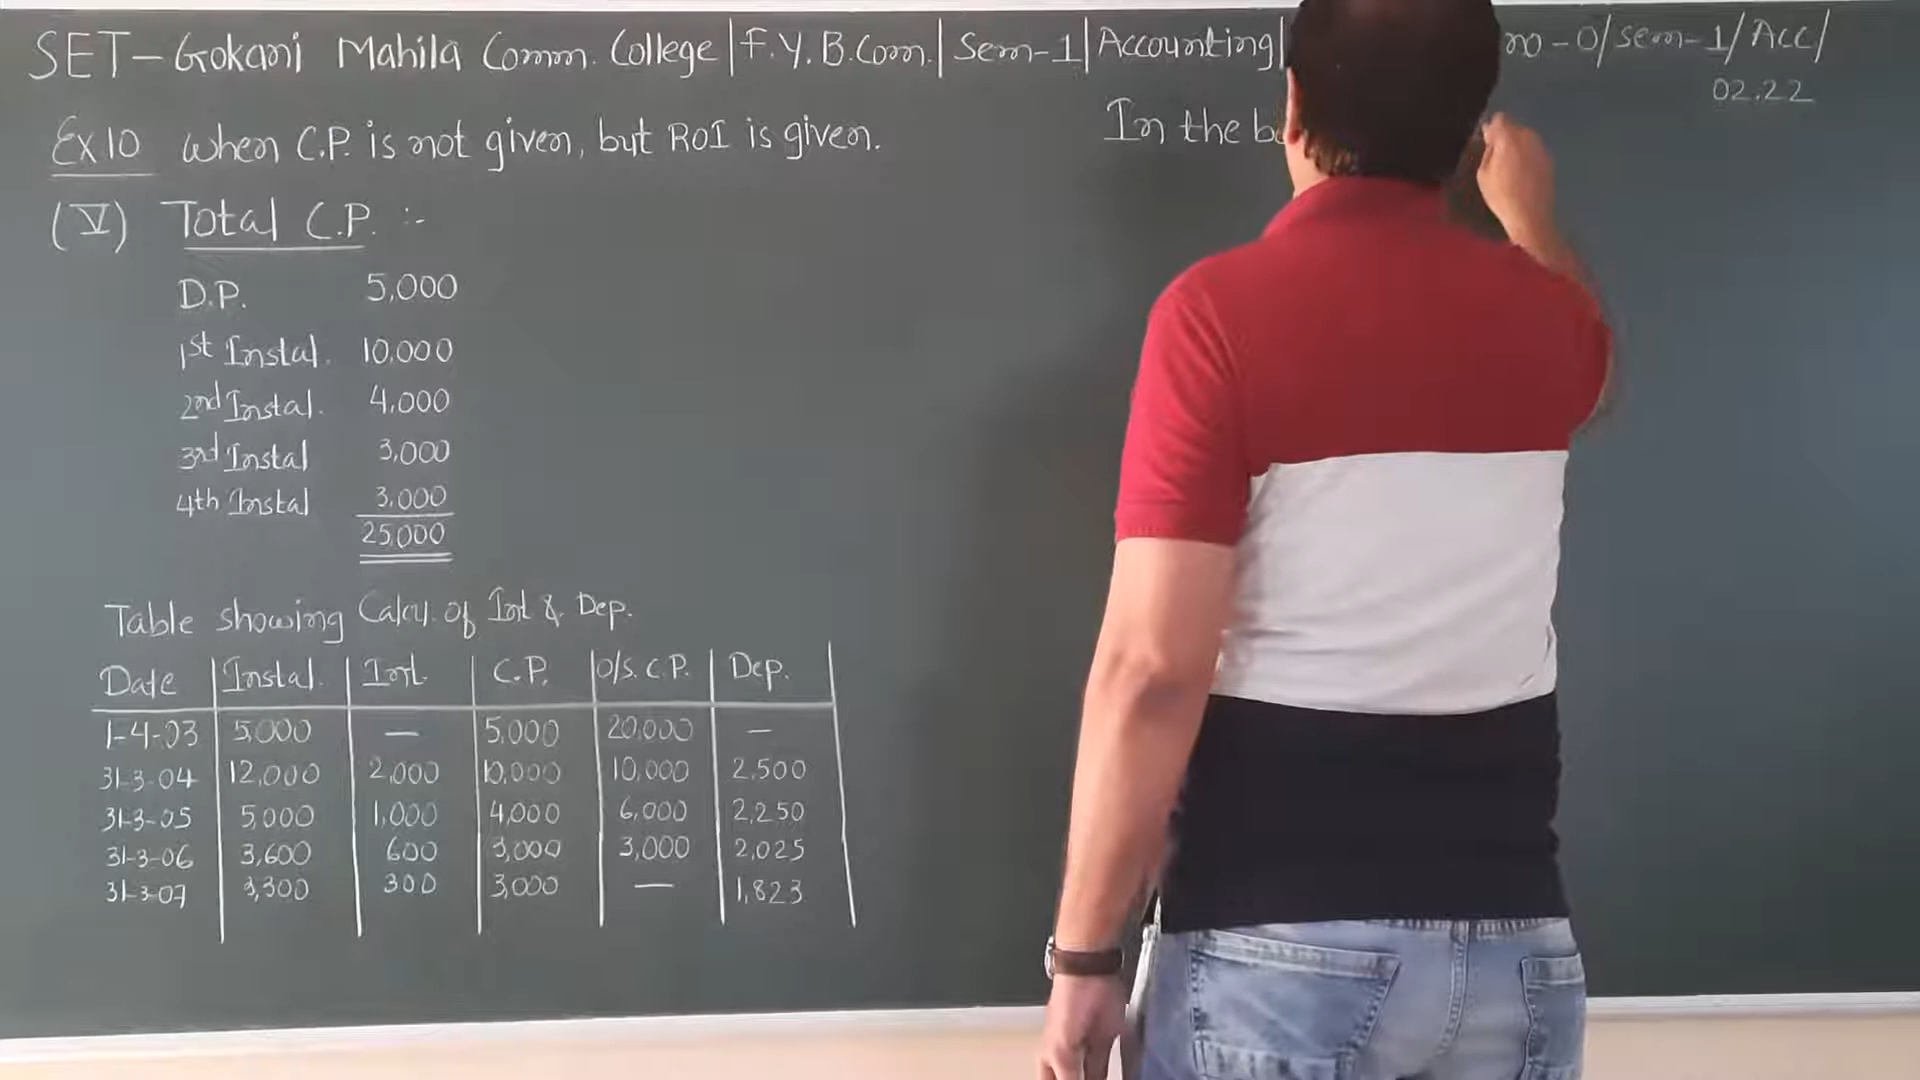 SET-Gokani Mahila Comm. College | F.Y.B.Com. | Sem-1 | Accounting | no-0/sem-1/Acc/
02.22
Ex10 when C.P. is not given, but RoI is given.
(V) Total C.P. :-
D.P. 5,000
1st Instal. 10,000
2nd Instal. 4,000
3rd Instal 3,000
4th Instal 3,000
25,000
Table showing Calcu. of Int & Dep.
Date Instal. Int. C.P. O/S. C.P. Dep.
1-4-03 5,000 — 5,000 20,000 —
31-3-04 12,000 2,000 10,000 10,000 2,500
31-3-05 5,000 1,000 4,000 6,000 2,250
31-3-06 3,600 600 3,000 3,000 2,025
31-3-07 3,300 300 3,000 — 1,823
In the